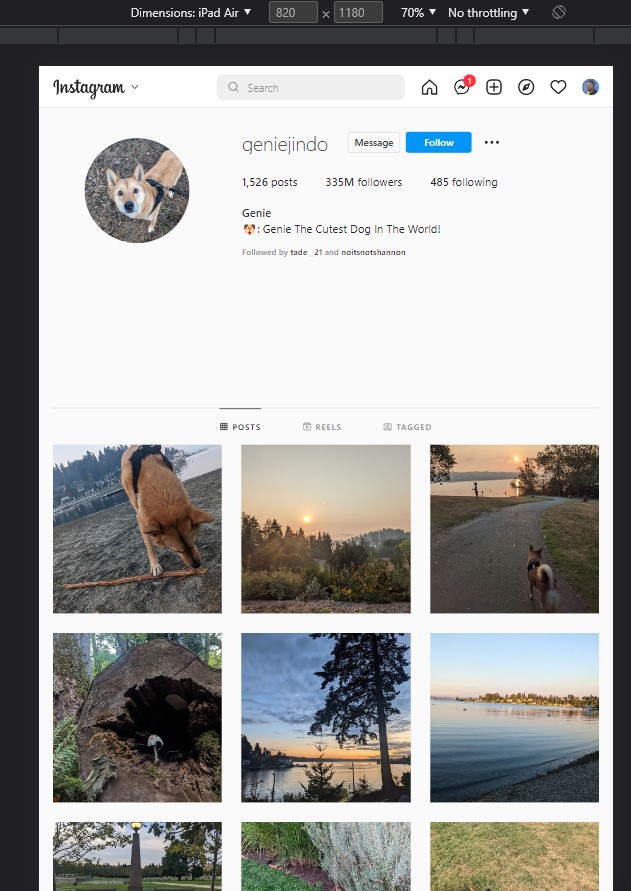 Dimensions: iPad Air ▼ 820 × 1180 70% ▼ No throttling ▼
Instagram Search 1
geniejindo Message Follow •••
1,526 posts 335M followers 485 following
Genie
🐶: Genie The Cutest Dog In The World!
Followed by tade__21 and noitsnotshannon
POSTS REELS TAGGED